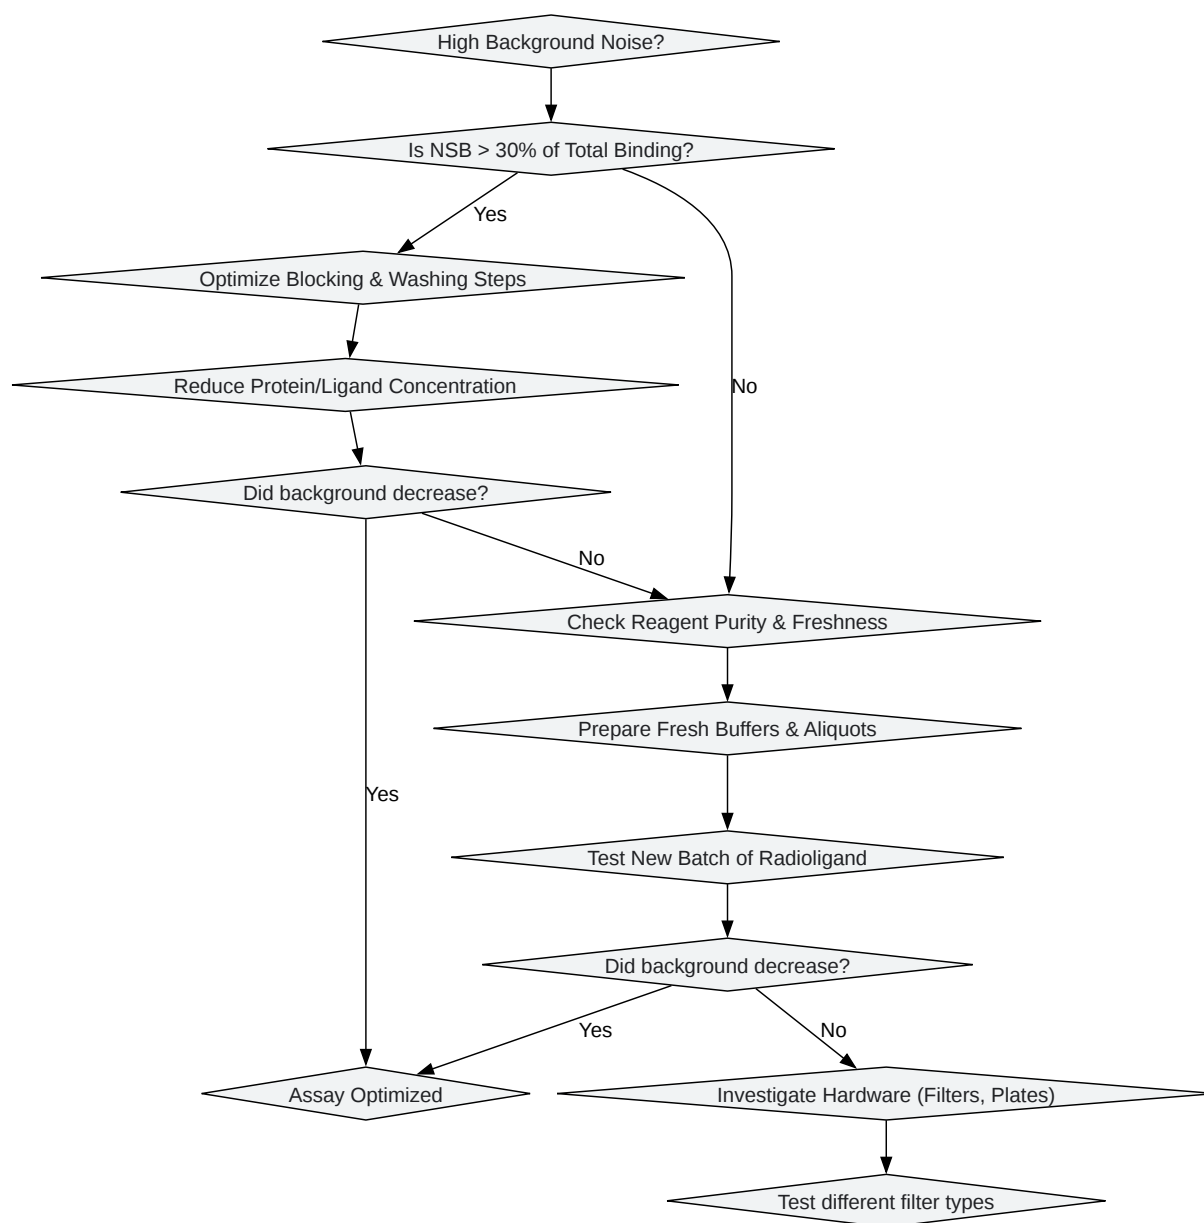 High Background Noise?
Is NSB > 30% of Total Binding?
Yes
Optimize Blocking & Washing Steps
Reduce Protein/Ligand Concentration
No
Did background decrease?
No
Check Reagent Purity & Freshness
Prepare Fresh Buffers & Aliquots
Yes
Test New Batch of Radioligand
Did background decrease?
Yes
No
Assay Optimized
Investigate Hardware (Filters, Plates)
Test different filter types